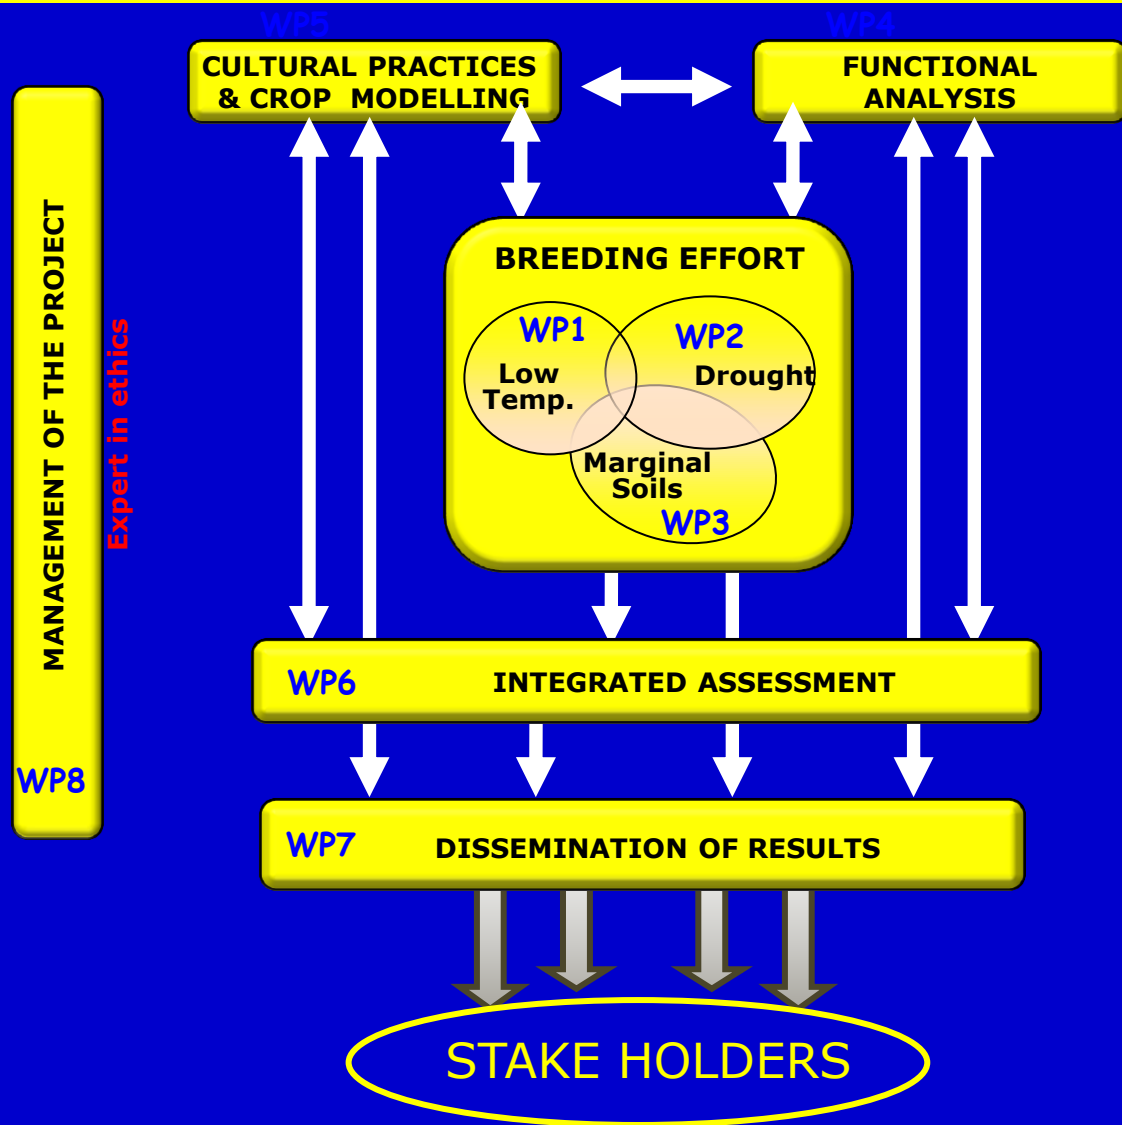 WP5
WP4
CULTURAL PRACTICES
& CROP MODELLING
FUNCTIONAL
ANALYSIS
MANAGEMENT OF THE PROJECT
WP8
Expert in ethics
BREEDING EFFORT
WP1
Low
Temp.
WP2
Drought
Marginal
Soils
WP3
WP6
INTEGRATED ASSESSMENT
WP7
DISSEMINATION OF RESULTS
STAKE HOLDERS